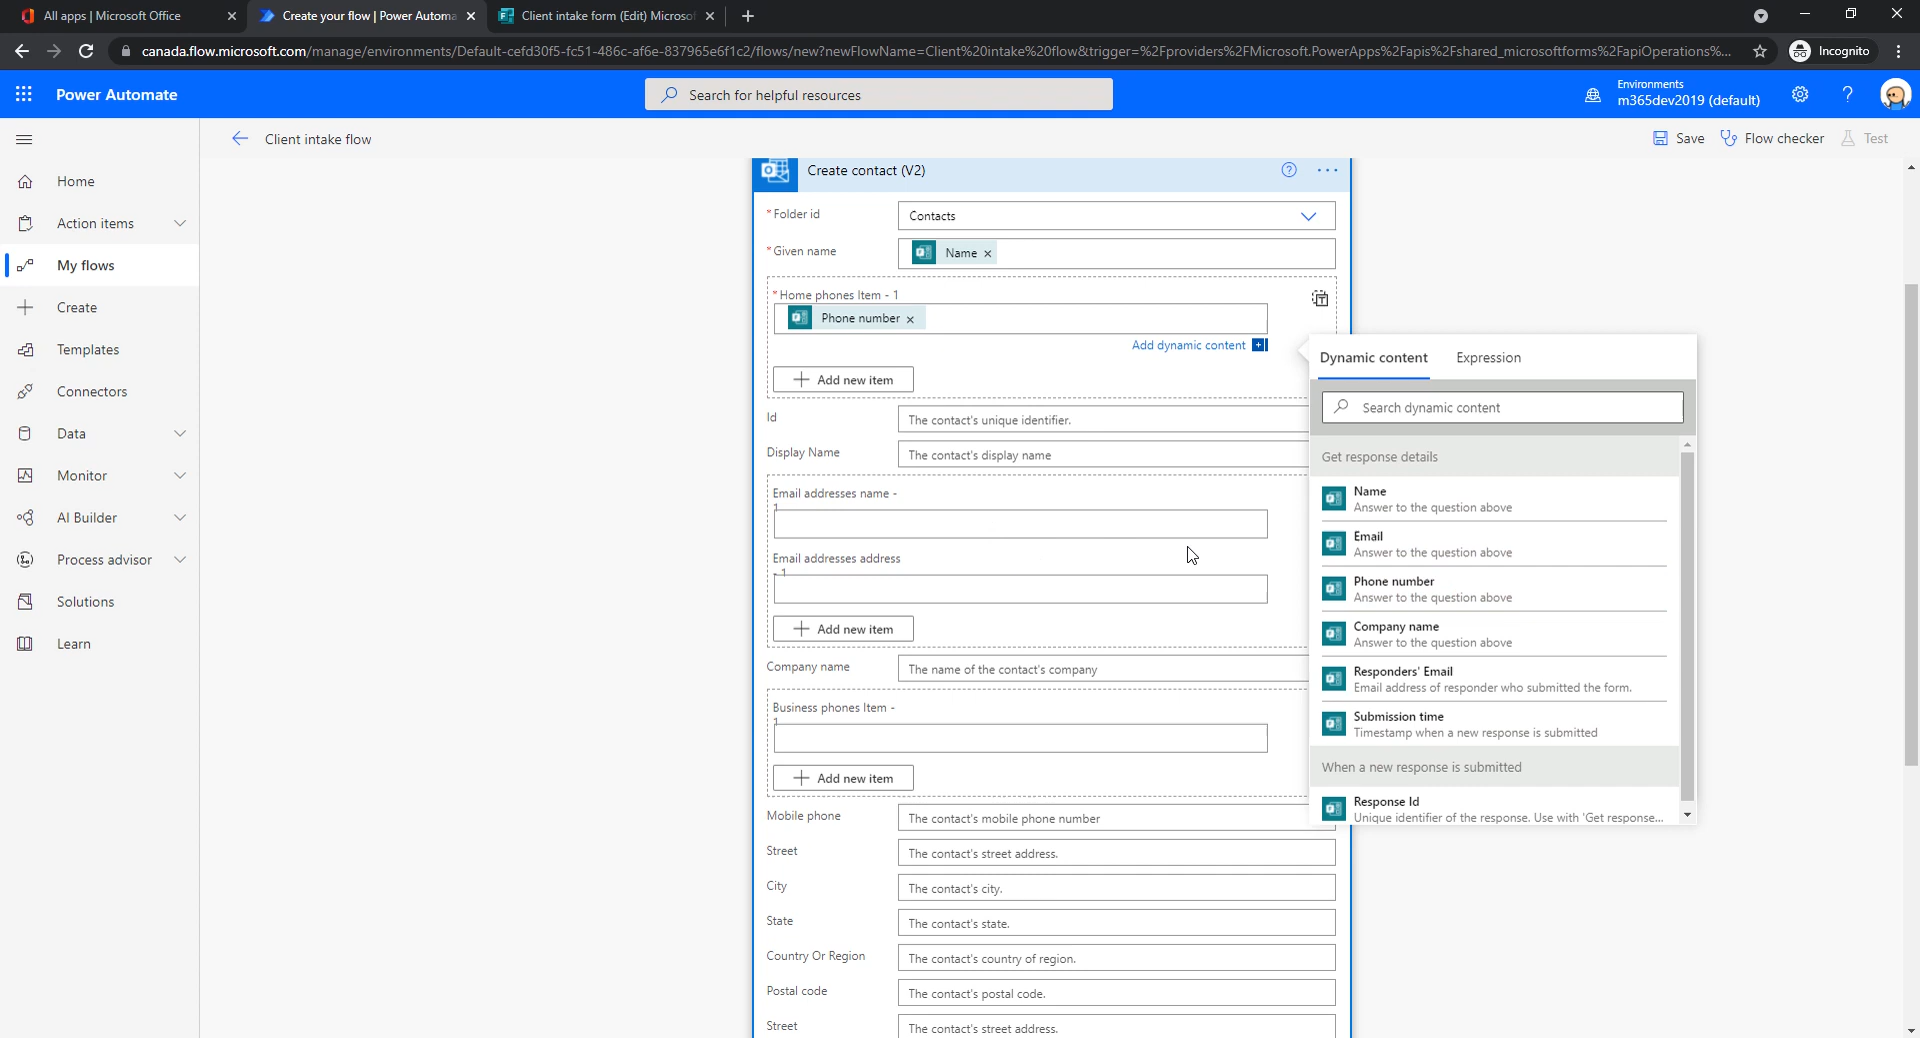 All apps | Microsoft Office
Create your flow | Power Automa
Client intake form (Edit) Microsof
canada.flow.microsoft.com/manage/environments/Default-cefd30f5-fc51-486c-af6e-837965e6f1c2/flows/new?newFlowName=Client%20intake%20flow&trigger=%2Fproviders%2FMicrosoft.PowerApps%2Fapis%2Fshared_microsoftforms%2FapiOperations%...
Incognito
Power Automate
Search for helpful resources
Environments
m365dev2019 (default)
Client intake flow
Save
Flow checker
Test
Home
Action items
My flows
Create
Templates
Connectors
Data
Monitor
AI Builder
Process advisor
Solutions
Learn
Create contact (V2)
* Folder id
Contacts
* Given name
Name
* Home phones Item - 1
Phone number
Add dynamic content
Add new item
Id
The contact's unique identifier.
Display Name
The contact's display name
Email addresses name -
1
Email addresses address
- 1
Add new item
Company name
The name of the contact's company
Business phones Item -
1
Add new item
Mobile phone
The contact's mobile phone number
Street
The contact's street address.
City
The contact's city.
State
The contact's state.
Country Or Region
The contact's country of region.
Postal code
The contact's postal code.
Street
The contact's street address.
Dynamic content
Expression
Search dynamic content
Get response details
Name
Answer to the question above
Email
Answer to the question above
Phone number
Answer to the question above
Company name
Answer to the question above
Responders' Email
Email address of responder who submitted the form.
Submission time
Timestamp when a new response is submitted
When a new response is submitted
Response Id
Unique identifier of the response. Use with 'Get response...